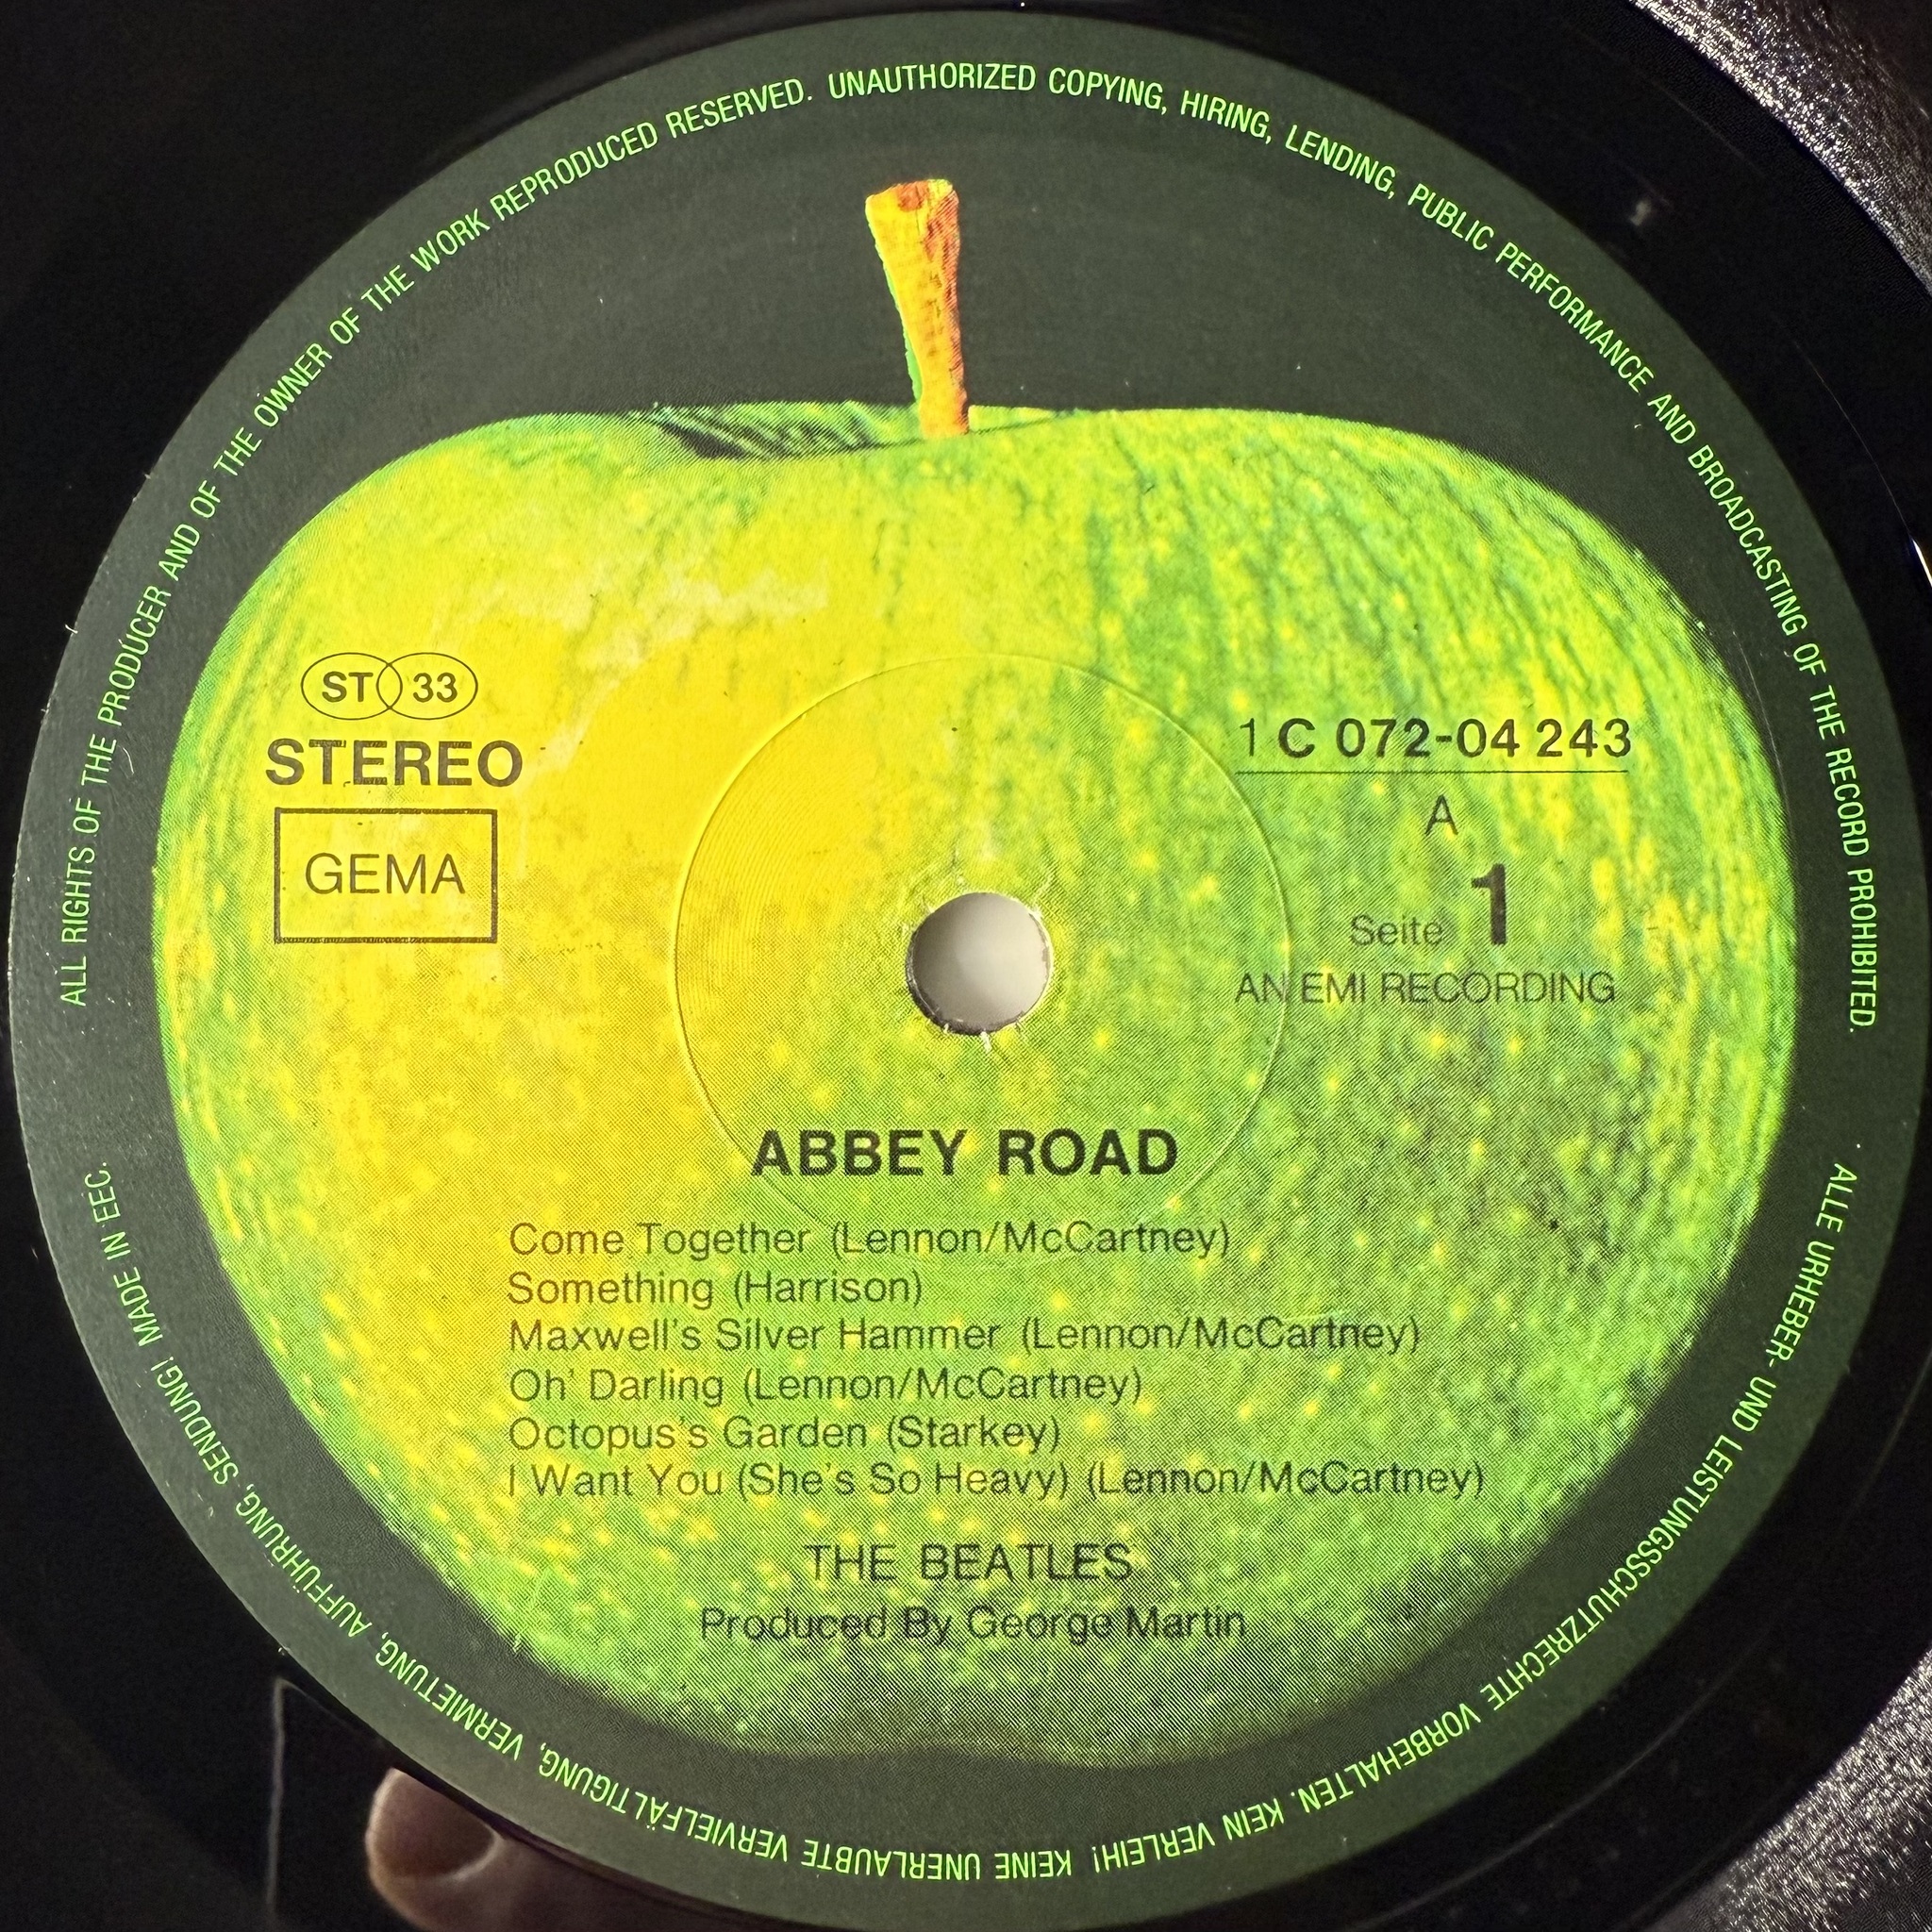 ALL RIGHTS OF THE PRODUCER AND OF THE OWNER OF THE WORK REPRODUCED RESERVED. UNAUTHORIZED COPYING, HIRING, LENDING, PUBLIC PERFORMANCE AND BROADCASTING OF THE RECORD PROHIBITED.
ST 33
STEREO
GEMA
1 C 072-04 243
A
Seite 1
AN EMI RECORDING
ABBEY ROAD
Come Together (Lennon/McCartney)
Something (Harrison)
Maxwell's Silver Hammer (Lennon/McCartney)
Oh' Darling (Lennon/McCartney)
Octopus's Garden (Starkey)
I Want You (She's So Heavy) (Lennon/McCartney)
THE BEATLES
Produced By George Martin
ALLE URHEBER- UND LEISTUNGSSCHUTZRECHTE VORBEHALTEN. KEIN VERLEIH! KEINE UNERLAUBTE VERVIELFÄLTIGUNG, VERMIETUNG, AUFFÜHRUNG, SENDUNG! MADE IN EEC.